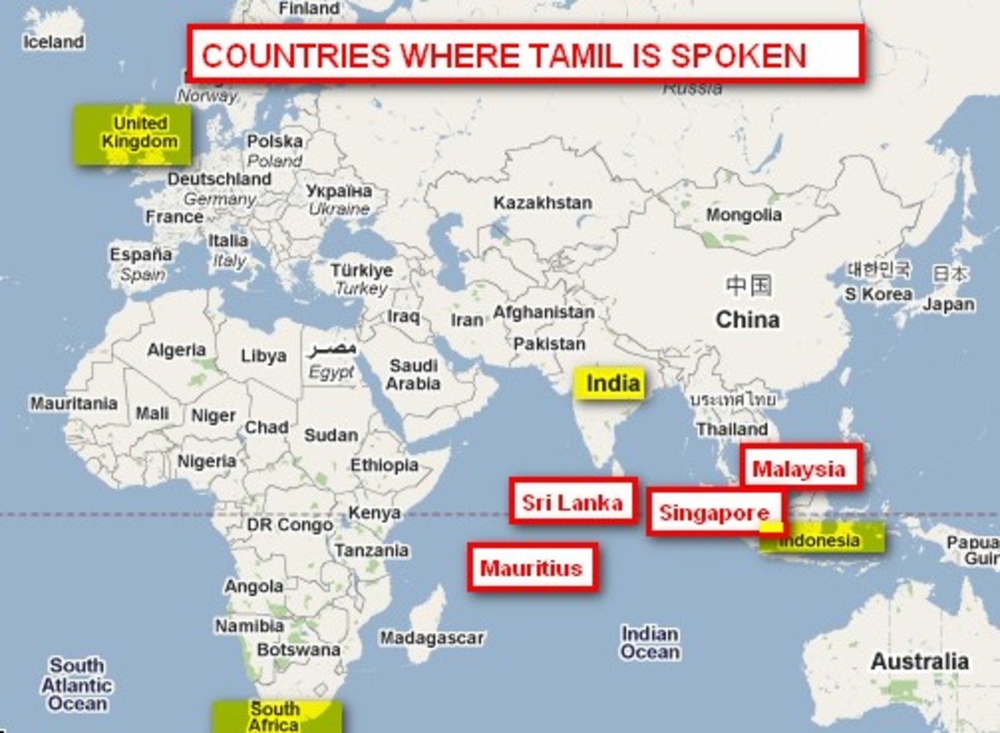 Finland
Iceland
COUNTRIES WHERE TAMIL IS SPOKEN
Norway
Russia
United
Kingdom
Polska
Poland
Deutschland
Germany
Україна
Ukraine
France
Kazakhstan
Mongolia
Italia
Italy
España
Spain
Türkiye
Turkey
대한민국
S Korea
日本
Japan
中国
China
Iraq
Iran
Afghanistan
Pakistan
Algeria
Libya
مصر
Egypt
Saudi
Arabia
India
Mauritania
Mali
Niger
Chad
Sudan
ประเทศไทย
Thailand
Nigeria
Ethiopia
Malaysia
Sri Lanka
Singapore
Kenya
DR Congo
Indonesia
Papua
Tanzania
Mauritius
Angola
Namibia
Botswana
Madagascar
Indian
Ocean
Australia
South
Atlantic
Ocean
South
Africa